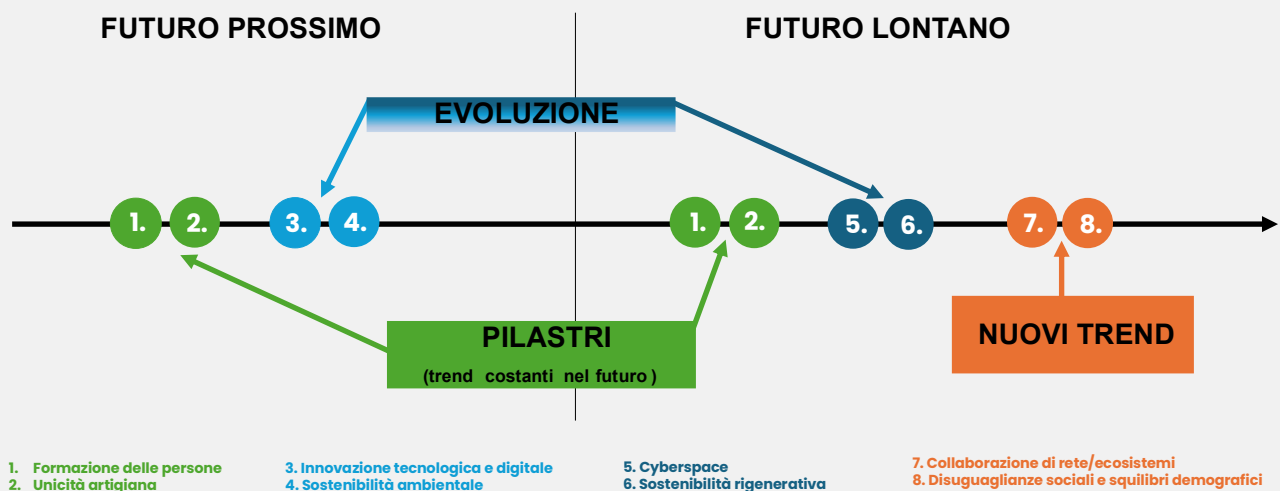 FUTURO PROSSIMO
FUTURO LONTANO
EVOLUZIONE
1.
2.
3.
4.
1.
2.
5.
6.
7.
8.
PILASTRI
(trend costanti nel futuro)
NUOVI TREND
1. Formazione delle persone
2. Unicità artigiana
3. Innovazione tecnologica e digitale
4. Sostenibilità ambientale
5. Cyberspace
6. Sostenibilità rigenerativa
7. Collaborazione di rete/ecosistemi
8. Disuguaglianze sociali e squilibri demografici